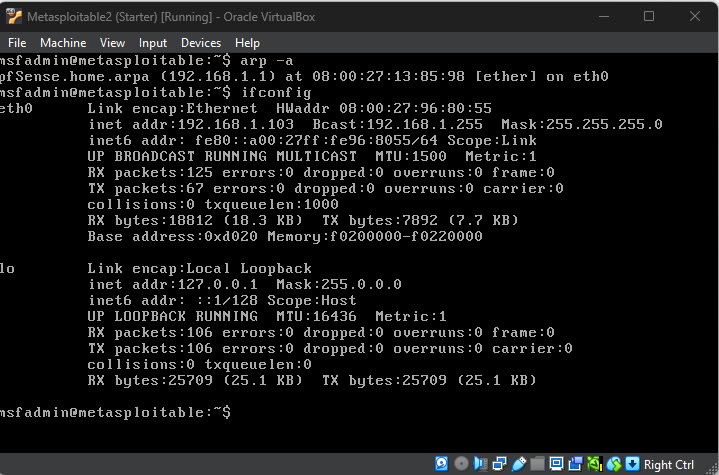 Metasploitable2 (Starter) [Running] - Oracle VirtualBox
File Machine View Input Devices Help
msfadmin@metasploitable:~$ arp -a
pfSense.home.arpa (192.168.1.1) at 08:00:27:13:85:98 [ether] on eth0
msfadmin@metasploitable:~$ ifconfig
eth0 Link encap:Ethernet HWaddr 08:00:27:96:80:55
inet addr:192.168.1.103 Bcast:192.168.1.255 Mask:255.255.255.0
inet6 addr: fe80::a00:27ff:fe96:8055/64 Scope:Link
UP BROADCAST RUNNING MULTICAST MTU:1500 Metric:1
RX packets:125 errors:0 dropped:0 overruns:0 frame:0
TX packets:67 errors:0 dropped:0 overruns:0 carrier:0
collisions:0 txqueuelen:1000
RX bytes:18812 (18.3 KB) TX bytes:7892 (7.7 KB)
Base address:0xd020 Memory:f0200000-f0220000
lo Link encap:Local Loopback
inet addr:127.0.0.1 Mask:255.0.0.0
inet6 addr: ::1/128 Scope:Host
UP LOOPBACK RUNNING MTU:16436 Metric:1
RX packets:106 errors:0 dropped:0 overruns:0 frame:0
TX packets:106 errors:0 dropped:0 overruns:0 carrier:0
collisions:0 txqueuelen:0
RX bytes:25709 (25.1 KB) TX bytes:25709 (25.1 KB)
msfadmin@metasploitable:~$
Right Ctrl